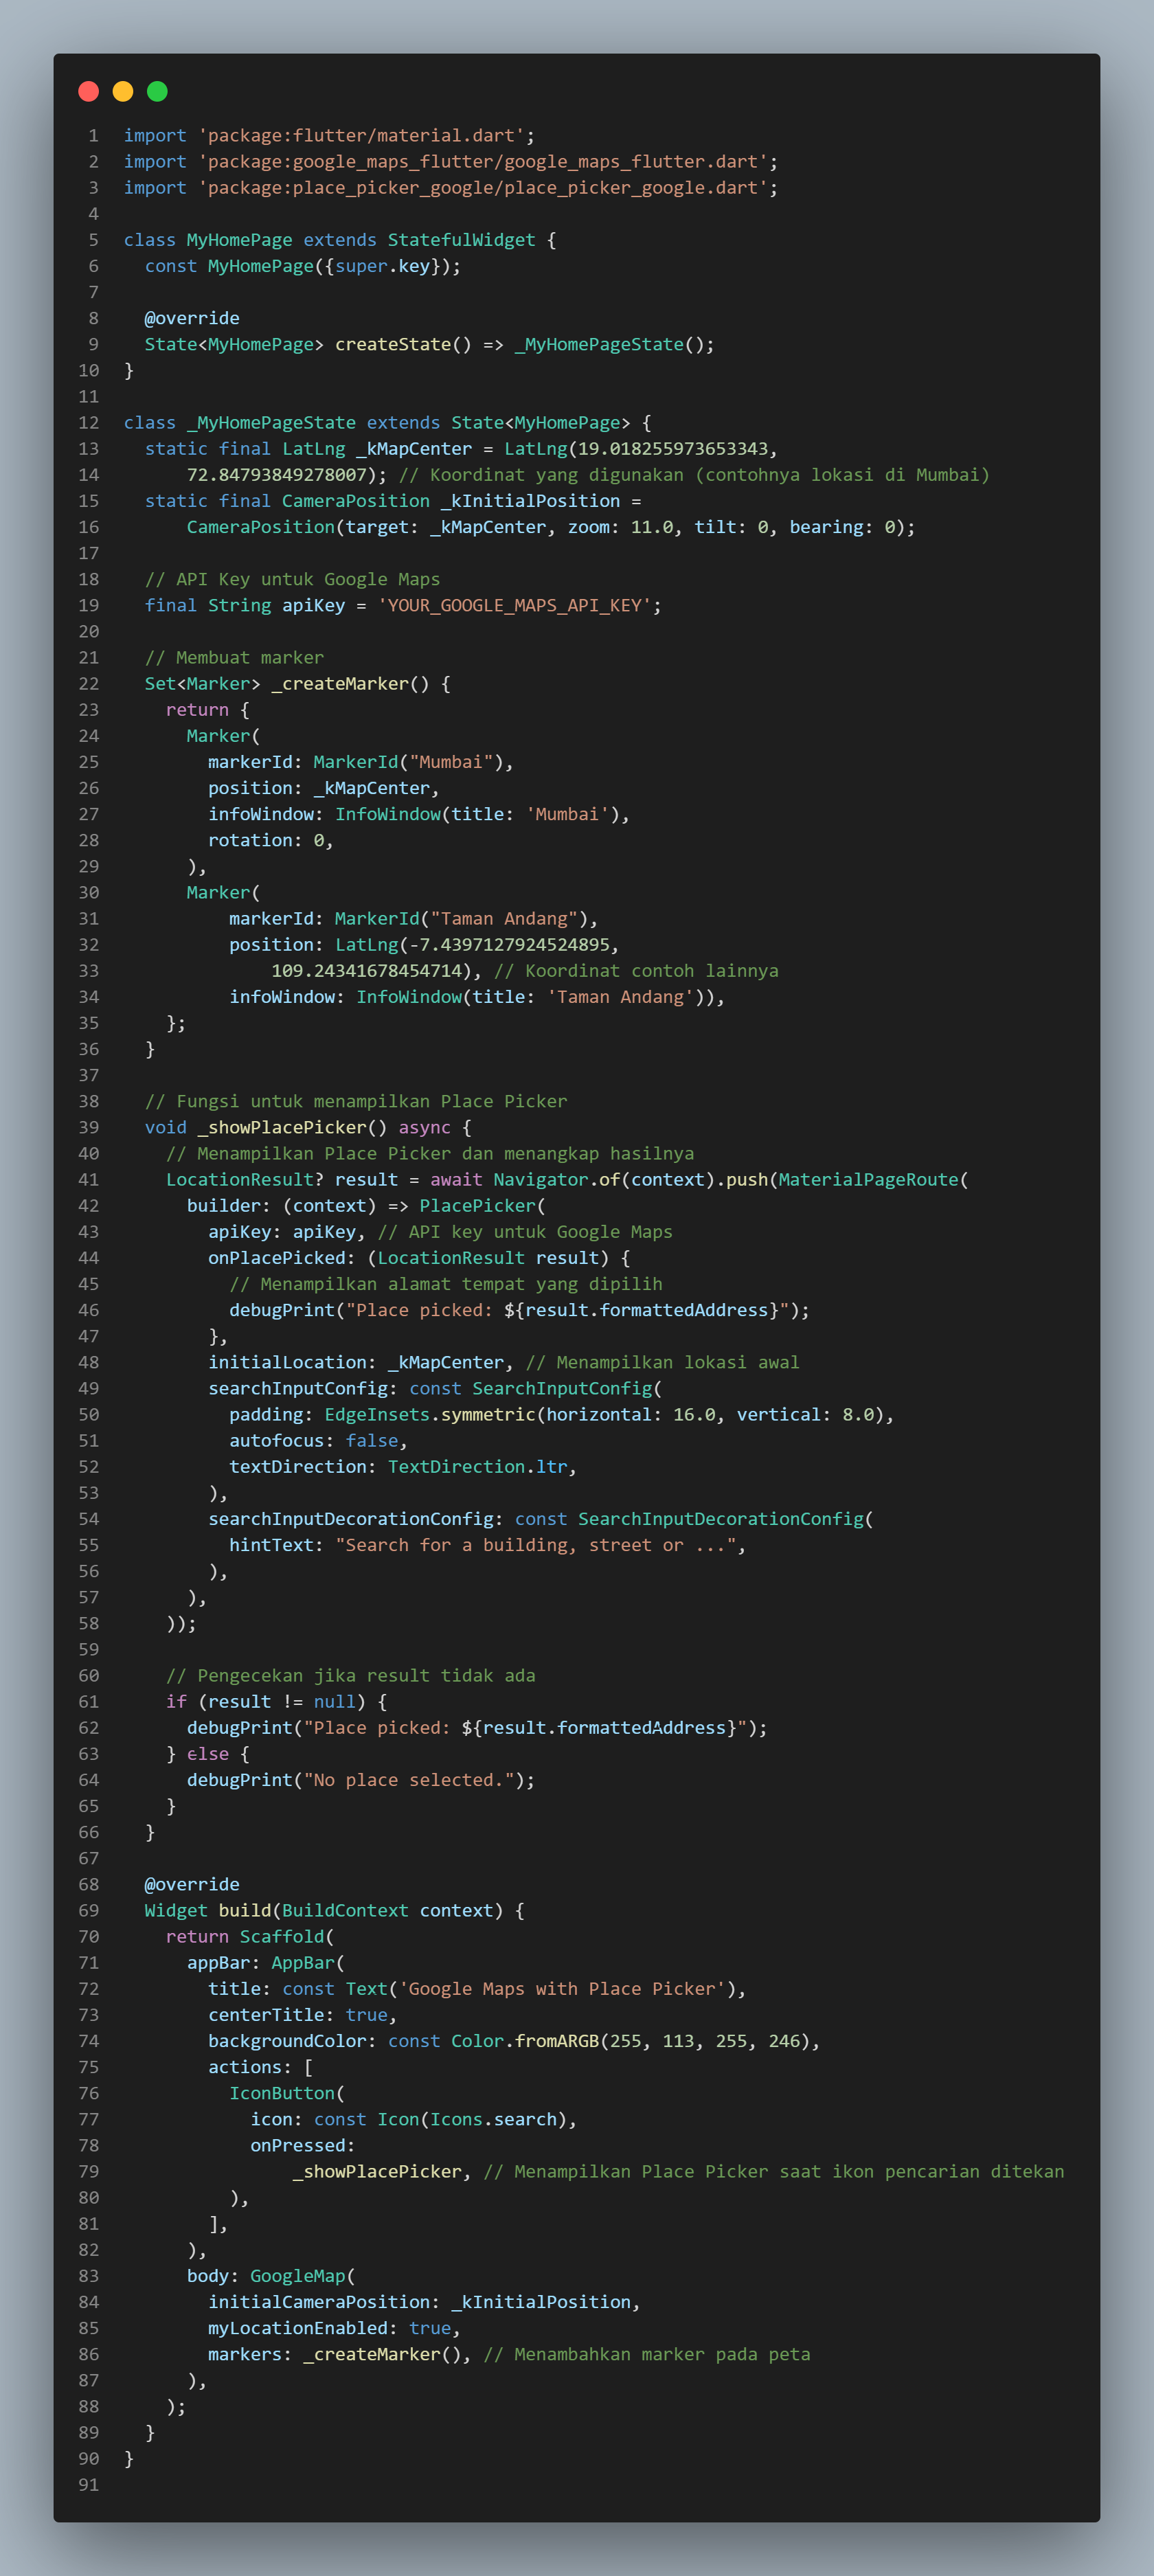 1 import 'package:flutter/material.dart';
2 import 'package:google_maps_flutter/google_maps_flutter.dart';
3 import 'package:place_picker_google/place_picker_google.dart';
4
5 class MyHomePage extends StatefulWidget {
6   const MyHomePage({super.key});
7
8   @override
9   State<MyHomePage> createState() => _MyHomePageState();
10 }
11
12 class _MyHomePageState extends State<MyHomePage> {
13   static final LatLng _kMapCenter = LatLng(19.018255973653343,
14       72.84793849278007); // Koordinat yang digunakan (contohnya lokasi di Mumbai)
15   static final CameraPosition _kInitialPosition =
16       CameraPosition(target: _kMapCenter, zoom: 11.0, tilt: 0, bearing: 0);
17
18   // API Key untuk Google Maps
19   final String apiKey = 'YOUR_GOOGLE_MAPS_API_KEY';
20
21   // Membuat marker
22   Set<Marker> _createMarker() {
23     return {
24       Marker(
25         markerId: MarkerId("Mumbai"),
26         position: _kMapCenter,
27         infoWindow: InfoWindow(title: 'Mumbai'),
28         rotation: 0,
29       ),
30       Marker(
31           markerId: MarkerId("Taman Andang"),
32           position: LatLng(-7.4397127924524895,
33               109.24341678454714), // Koordinat contoh lainnya
34           infoWindow: InfoWindow(title: 'Taman Andang')),
35     };
36   }
37
38   // Fungsi untuk menampilkan Place Picker
39   void _showPlacePicker() async {
40     // Menampilkan Place Picker dan menangkap hasilnya
41     LocationResult? result = await Navigator.of(context).push(MaterialPageRoute(
42       builder: (context) => PlacePicker(
43         apiKey: apiKey, // API key untuk Google Maps
44         onPlacePicked: (LocationResult result) {
45           // Menampilkan alamat tempat yang dipilih
46           debugPrint("Place picked: ${result.formattedAddress}");
47         },
48         initialLocation: _kMapCenter, // Menampilkan lokasi awal
49         searchInputConfig: const SearchInputConfig(
50           padding: EdgeInsets.symmetric(horizontal: 16.0, vertical: 8.0),
51           autofocus: false,
52           textDirection: TextDirection.ltr,
53         ),
54         searchInputDecorationConfig: const SearchInputDecorationConfig(
55           hintText: "Search for a building, street or ...",
56         ),
57       ),
58     ));
59
60     // Pengecekan jika result tidak ada
61     if (result != null) {
62       debugPrint("Place picked: ${result.formattedAddress}");
63     } else {
64       debugPrint("No place selected.");
65     }
66   }
67
68   @override
69   Widget build(BuildContext context) {
70     return Scaffold(
71       appBar: AppBar(
72         title: const Text('Google Maps with Place Picker'),
73         centerTitle: true,
74         backgroundColor: const Color.fromARGB(255, 113, 255, 246),
75         actions: [
76           IconButton(
77             icon: const Icon(Icons.search),
78             onPressed:
79                 _showPlacePicker, // Menampilkan Place Picker saat ikon pencarian ditekan
80           ),
81         ],
82       ),
83       body: GoogleMap(
84         initialCameraPosition: _kInitialPosition,
85         myLocationEnabled: true,
86         markers: _createMarker(), // Menambahkan marker pada peta
87       ),
88     );
89   }
90 }
91